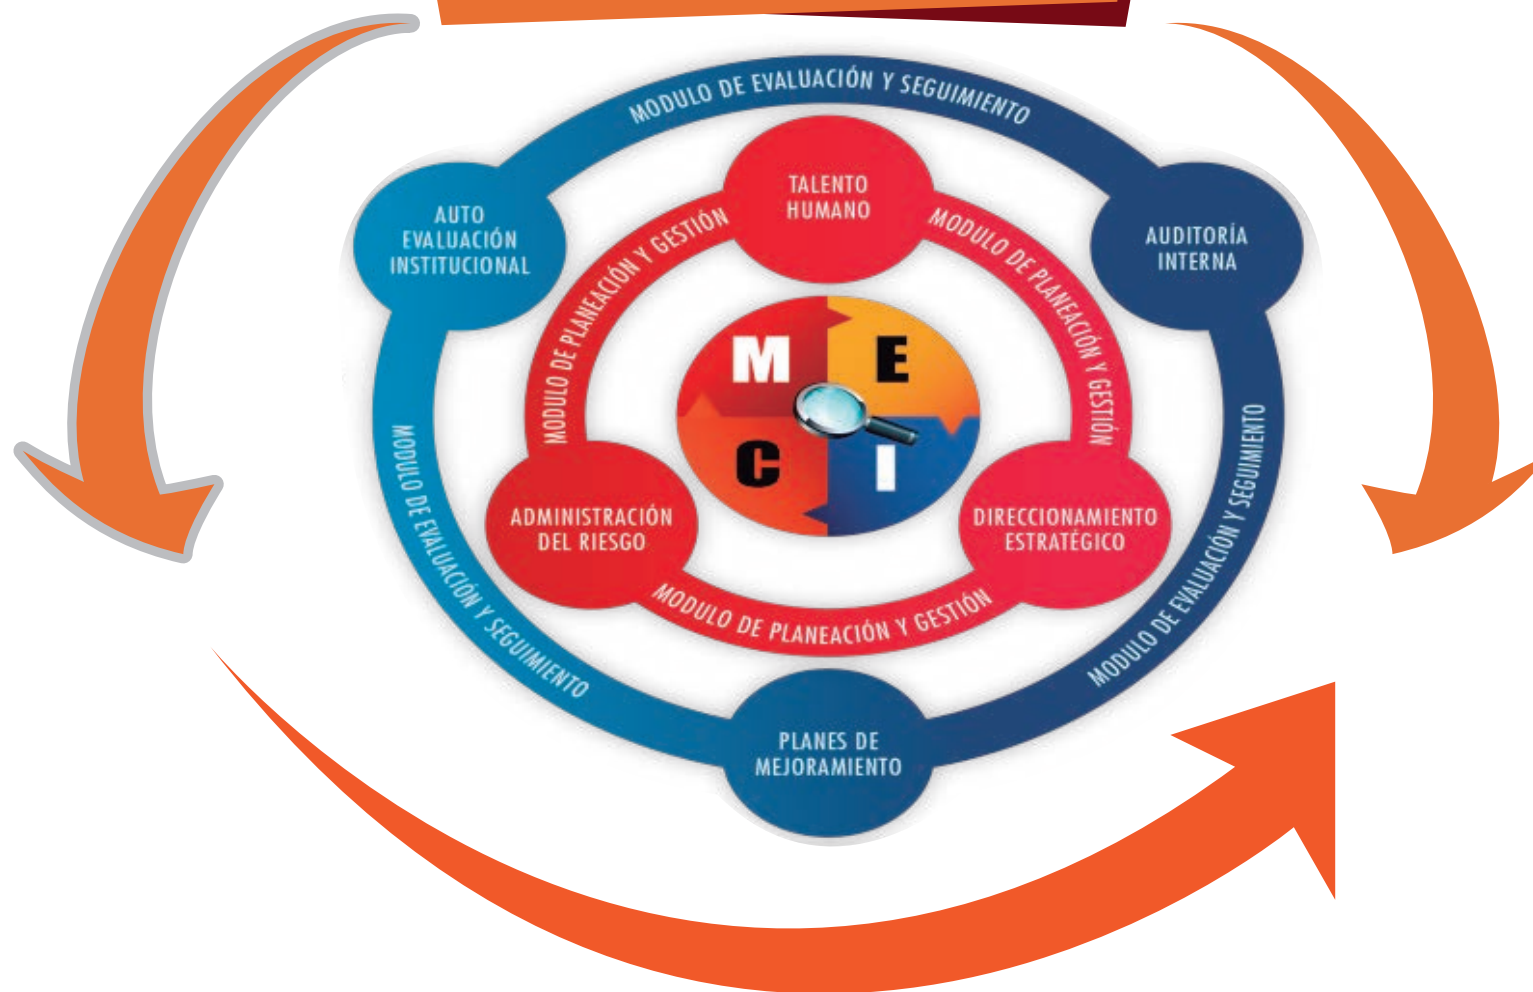 MODULO DE EVALUACIÓN Y SEGUIMIENTO
TALENTO
HUMANO
AUTO
EVALUACIÓN
INSTITUCIONAL
AUDITORÍA
INTERNA
MODULO DE PLANEACIÓN Y GESTIÓN
MODULO DE PLANEACIÓN Y GESTIÓN
M E
C I
ADMINISTRACIÓN
DEL RIESGO
DIRECCIONAMIENTO
ESTRATÉGICO
MODULO DE EVALUACIÓN Y SEGUIMIENTO
MODULO DE EVALUACIÓN Y SEGUIMIENTO
MODULO DE PLANEACIÓN Y GESTIÓN
PLANES DE
MEJORAMIENTO